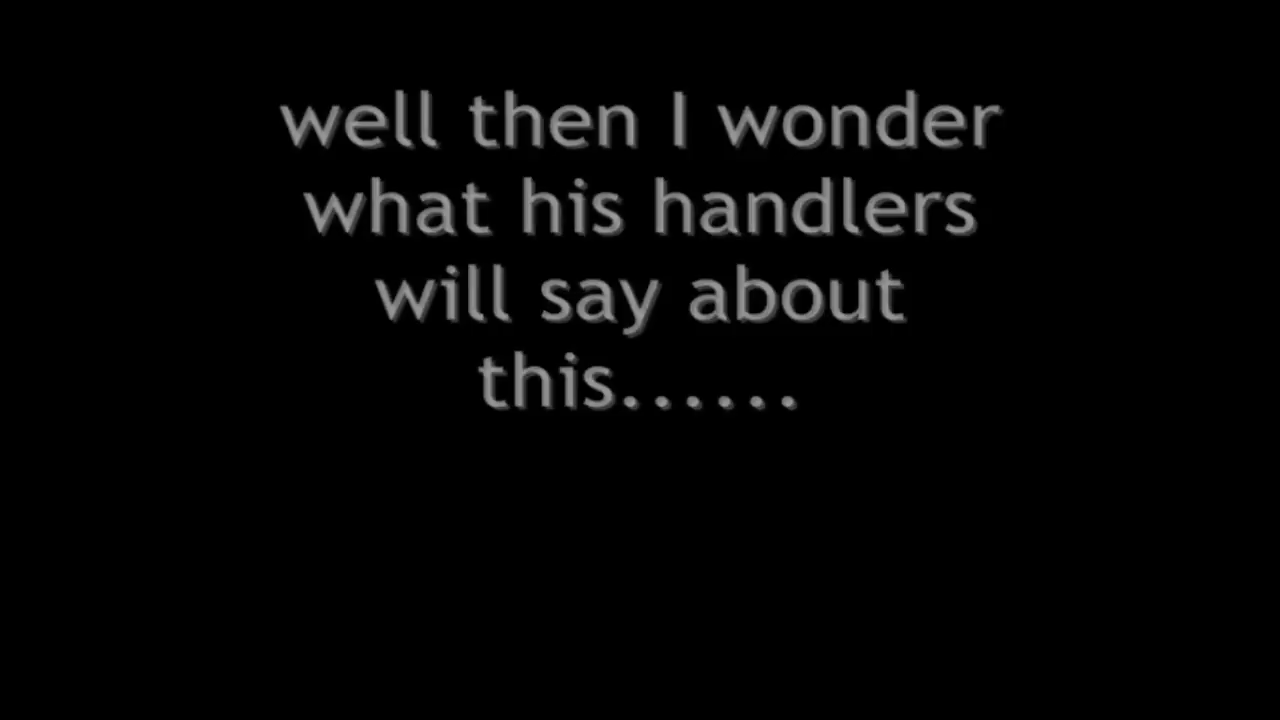 well then I wonder
what his handlers
will say about
this......